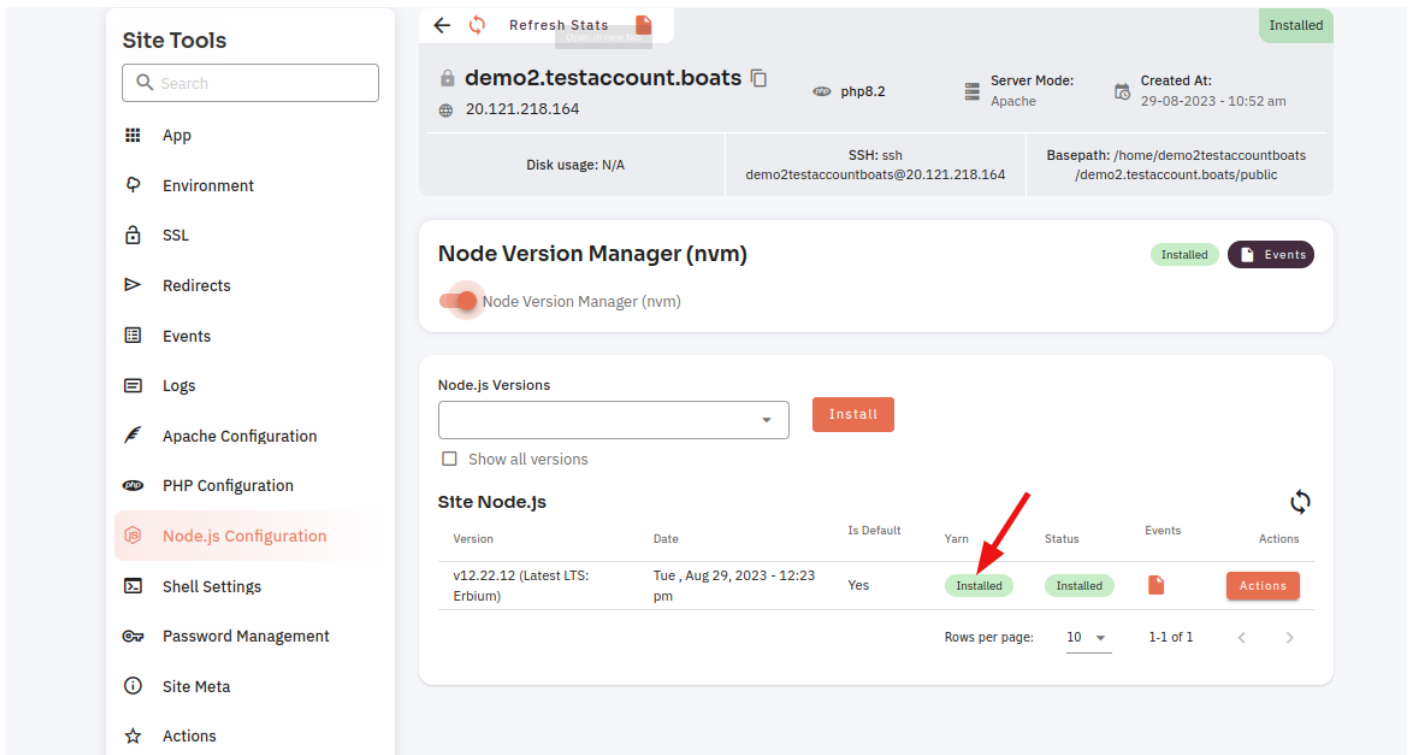 Site Tools
Search
App
Environment
SSL
Redirects
Events
Logs
Apache Configuration
PHP Configuration
Node.js Configuration
Shell Settings
Password Management
Site Meta
Actions
Refresh Stats
Open in new tab
Installed
demo2.testaccount.boats
20.121.218.164
php8.2
Server Mode:
Apache
Created At:
29-08-2023 - 10:52 am
Disk usage: N/A
SSH: ssh
demo2testaccountboats@20.121.218.164
Basepath: /home/demo2testaccountboats
/demo2.testaccount.boats/public
Node Version Manager (nvm)
Installed
Events
Node Version Manager (nvm)
Node.js Versions
Install
Show all versions
Site Node.js
Version Date Is Default Yarn Status Events Actions
v12.22.12 (Latest LTS:
Erbium)
Tue , Aug 29, 2023 - 12:23
pm
Yes
Installed
Installed
Actions
Rows per page: 10 1-1 of 1